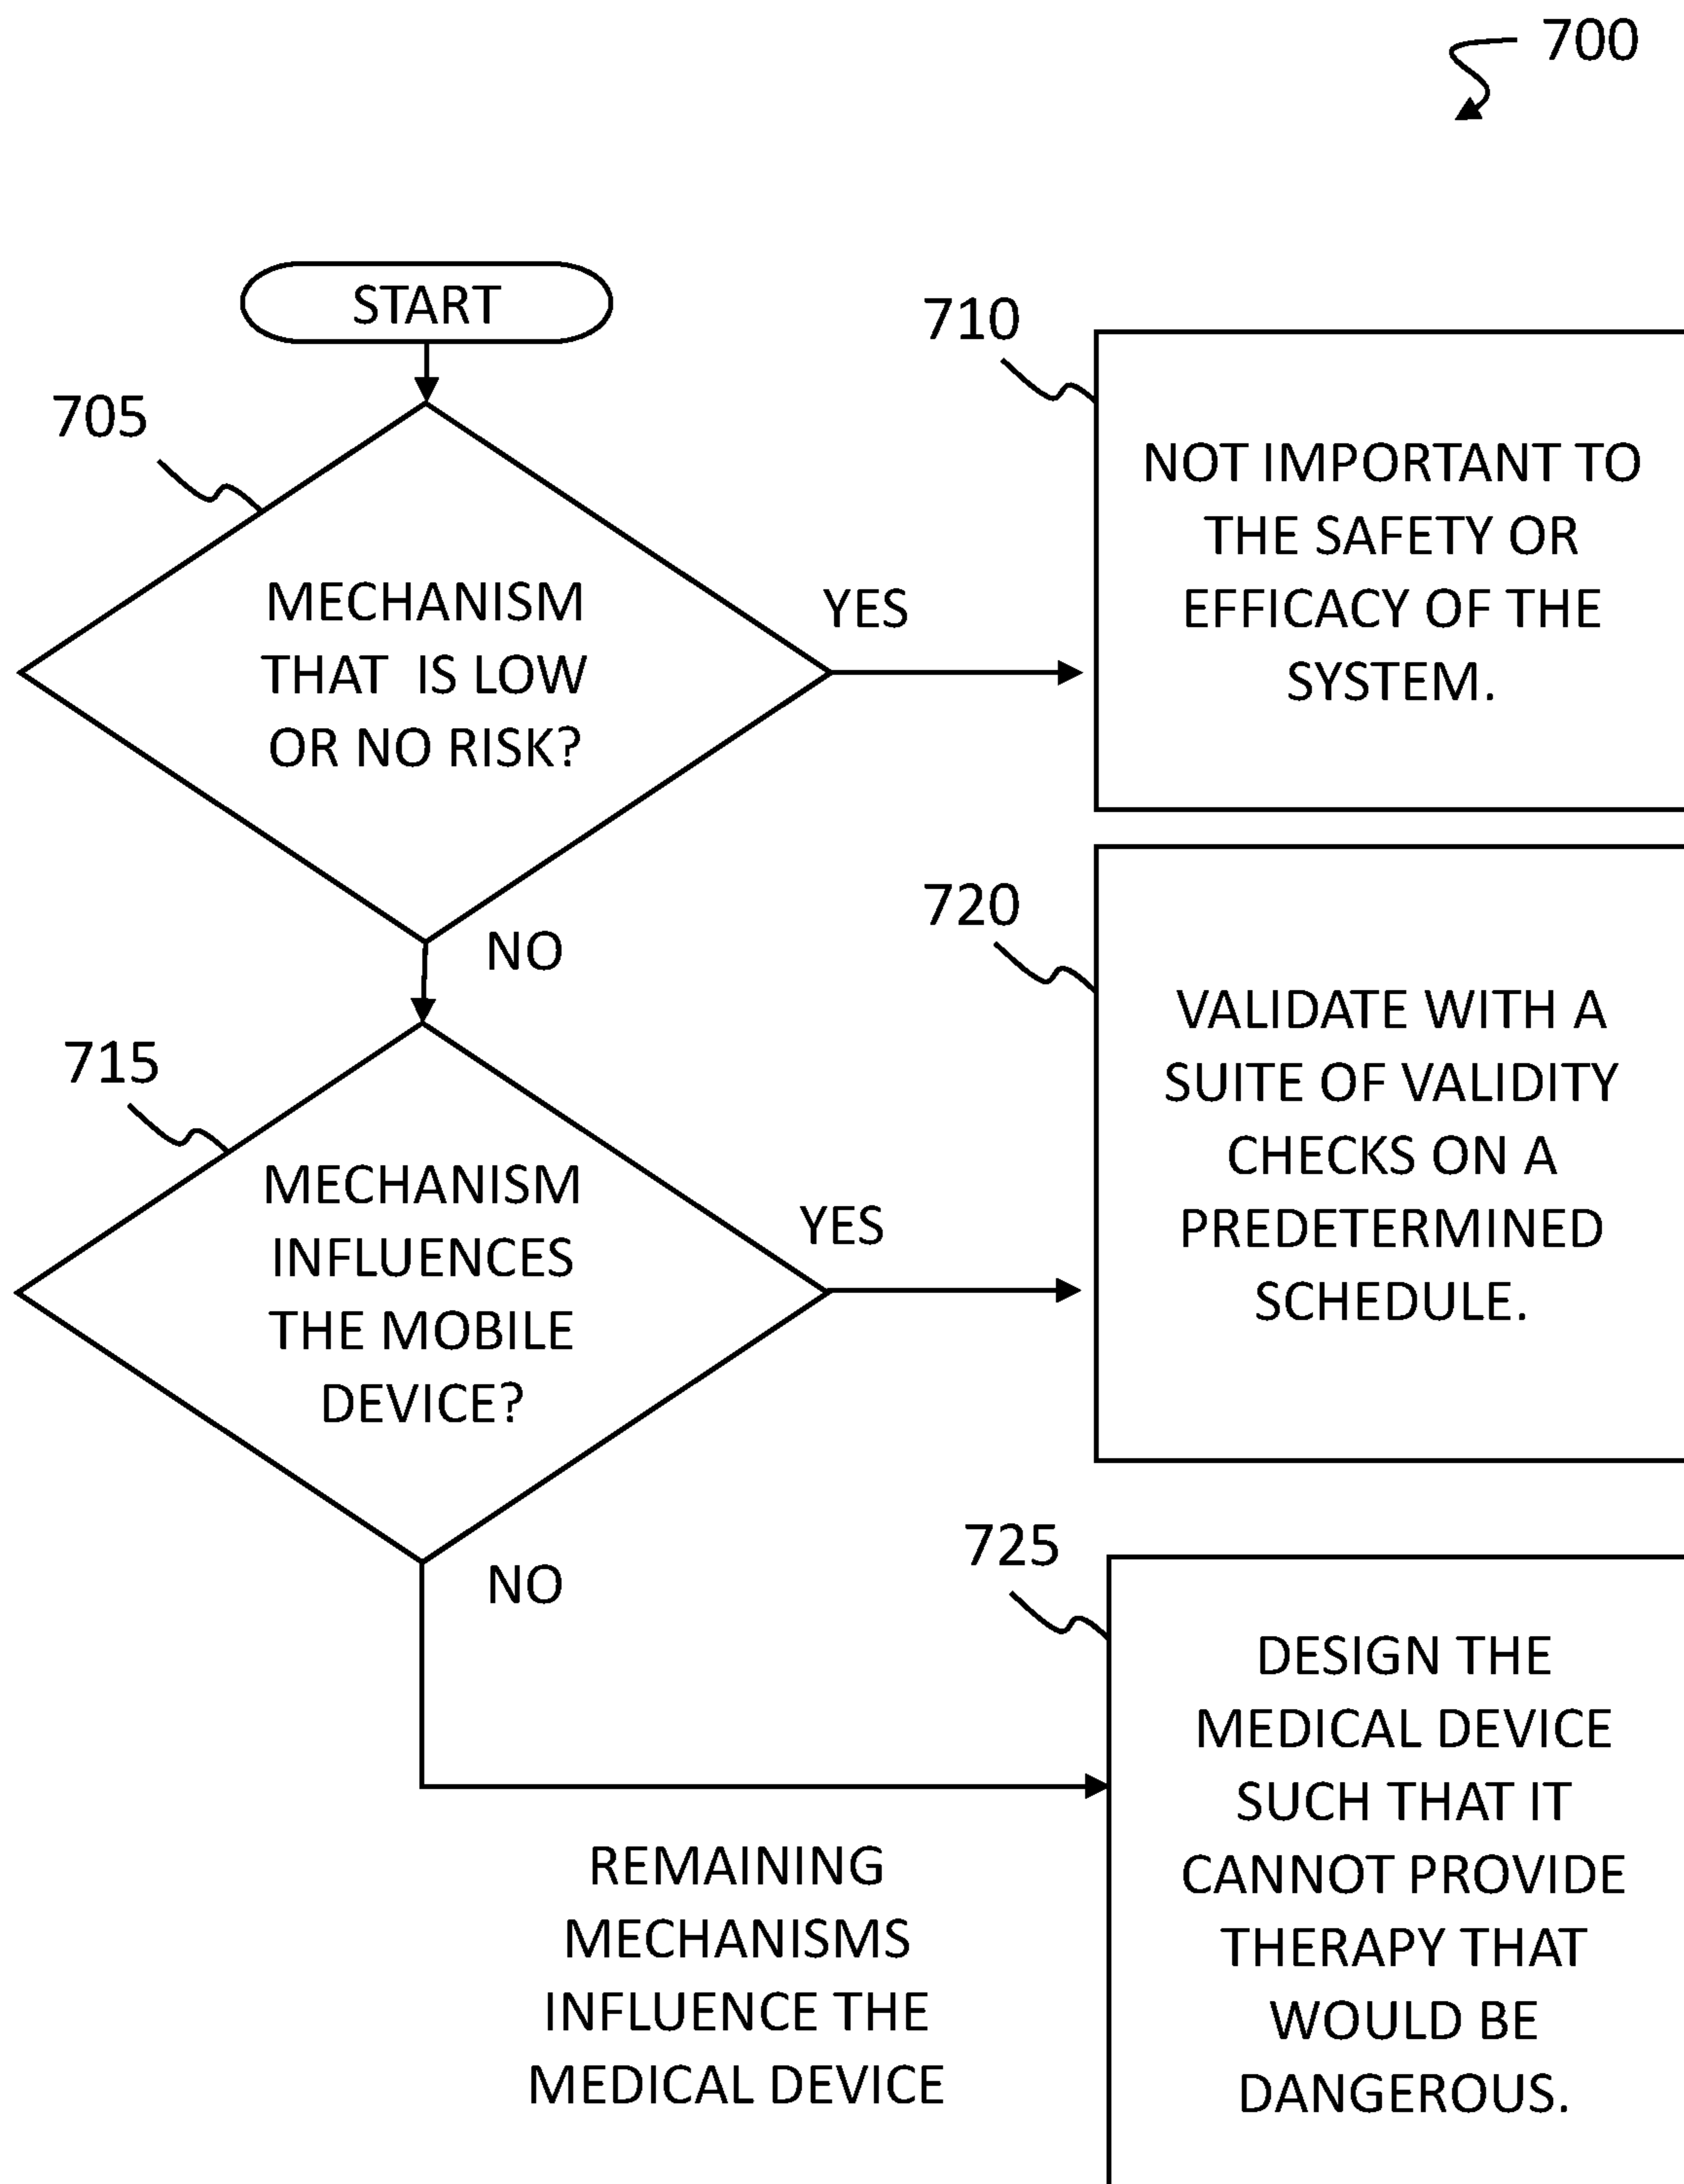 700
START
705
MECHANISM
THAT IS LOW
OR NO RISK?
YES
710
NOT IMPORTANT TO
THE SAFETY OR
EFFICACY OF THE
SYSTEM.
NO
715
MECHANISM
INFLUENCES
THE MOBILE
DEVICE?
YES
720
VALIDATE WITH A
SUITE OF VALIDITY
CHECKS ON A
PREDETERMINED
SCHEDULE.
NO
REMAINING
MECHANISMS
INFLUENCE THE
MEDICAL DEVICE
725
DESIGN THE
MEDICAL DEVICE
SUCH THAT IT
CANNOT PROVIDE
THERAPY THAT
WOULD BE
DANGEROUS.